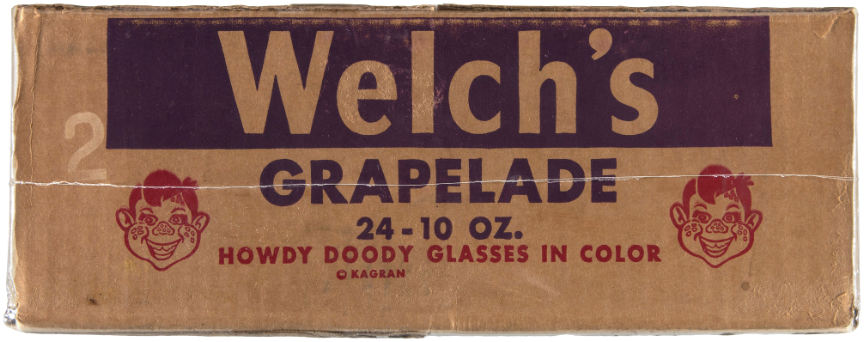 Welch's
2
GRAPELADE
24-10 OZ.
HOWDY DOODY GLASSES IN COLOR
© KAGRAN